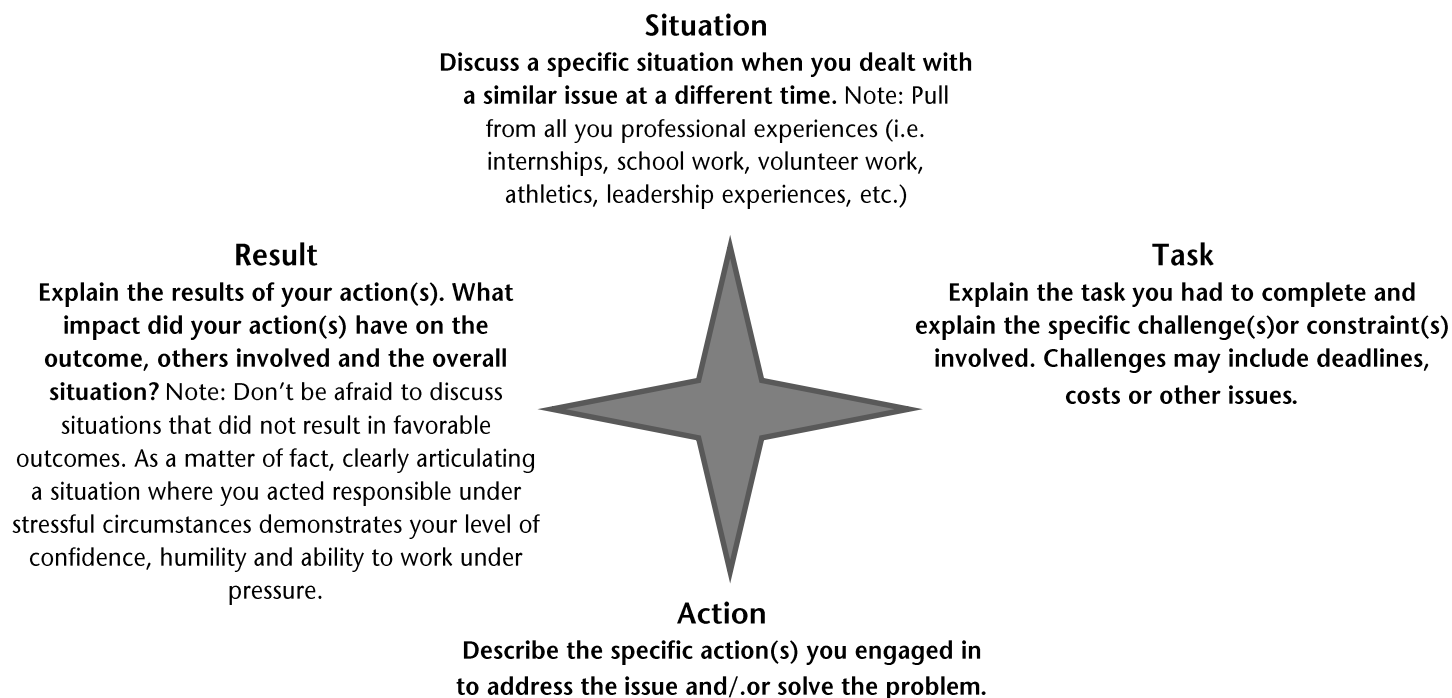 Situation
Discuss a specific situation when you dealt with
a similar issue at a different time. Note: Pull
from all you professional experiences (i.e.
internships, school work, volunteer work,
athletics, leadership experiences, etc.)
Task
Explain the task you had to complete and
explain the specific challenge(s)or constraint(s)
involved. Challenges may include deadlines,
costs or other issues.
Action
Describe the specific action(s) you engaged in
to address the issue and/.or solve the problem.
Result
Explain the results of your action(s). What
impact did your action(s) have on the
outcome, others involved and the overall
situation? Note: Don’t be afraid to discuss
situations that did not result in favorable
outcomes. As a matter of fact, clearly articulating
a situation where you acted responsible under
stressful circumstances demonstrates your level of
confidence, humility and ability to work under
pressure.